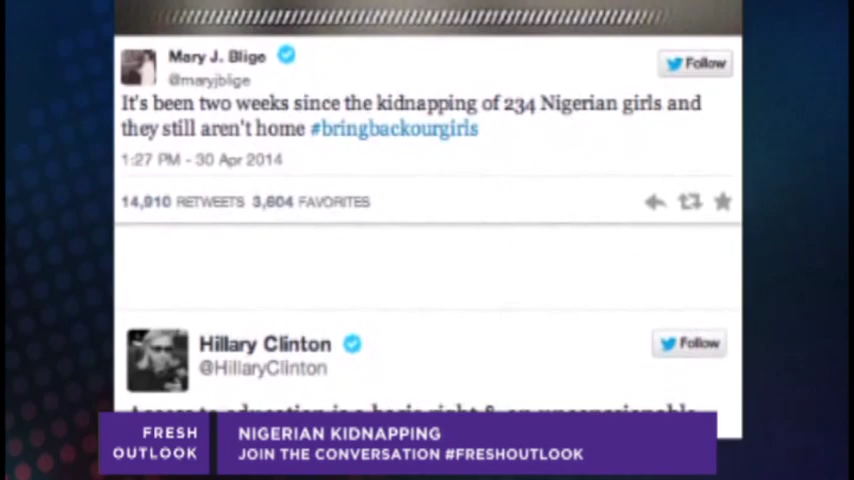 Mary J. Blige
Follow
@maryjblige
It's been two weeks since the kidnapping of 234 Nigerian girls and
they still aren't home #bringbackourgirls
1:27 PM - 30 Apr 2014
14,910 RETWEETS 3,604 FAVORITES
Hillary Clinton
Follow
@HillaryClinton
FRESH
OUTLOOK
NIGERIAN KIDNAPPING
JOIN THE CONVERSATION #FRESHOUTLOOK